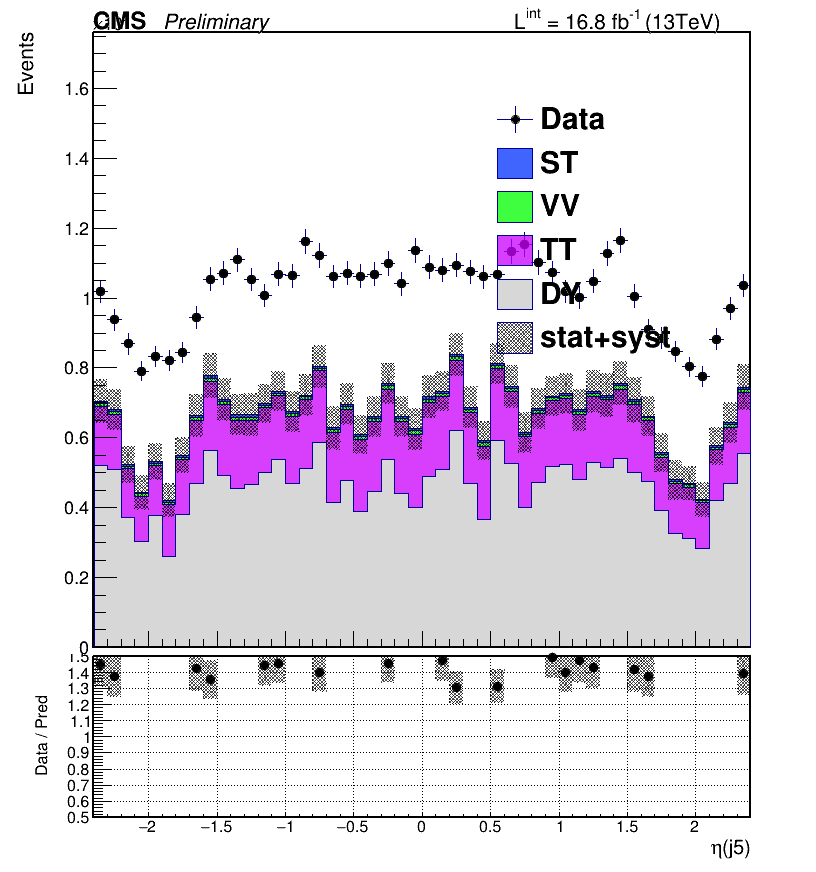 CMS Preliminary L^int = 16.8 fb^-1 (13TeV)
Events
1.6
1.4
1.2
1
0.8
0.6
0.4
0.2
0
Data
ST
VV
TT
DY
stat+syst
Data / Pred
1.5
1.4
1.3
1.2
1.1
1
0.9
0.8
0.7
0.6
0.5
−2 −1.5 −1 −0.5 0 0.5 1 1.5 2
η(j5)